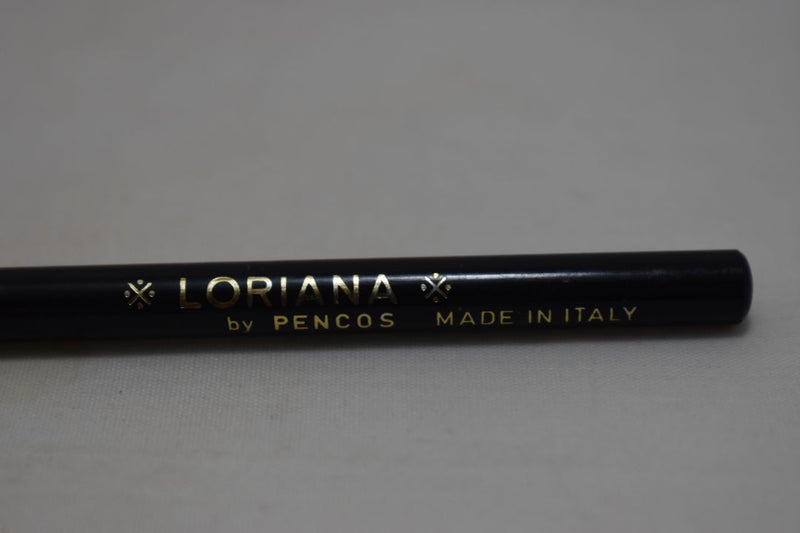 ※ LORIANA ※
by PENCOS MADE IN ITALY